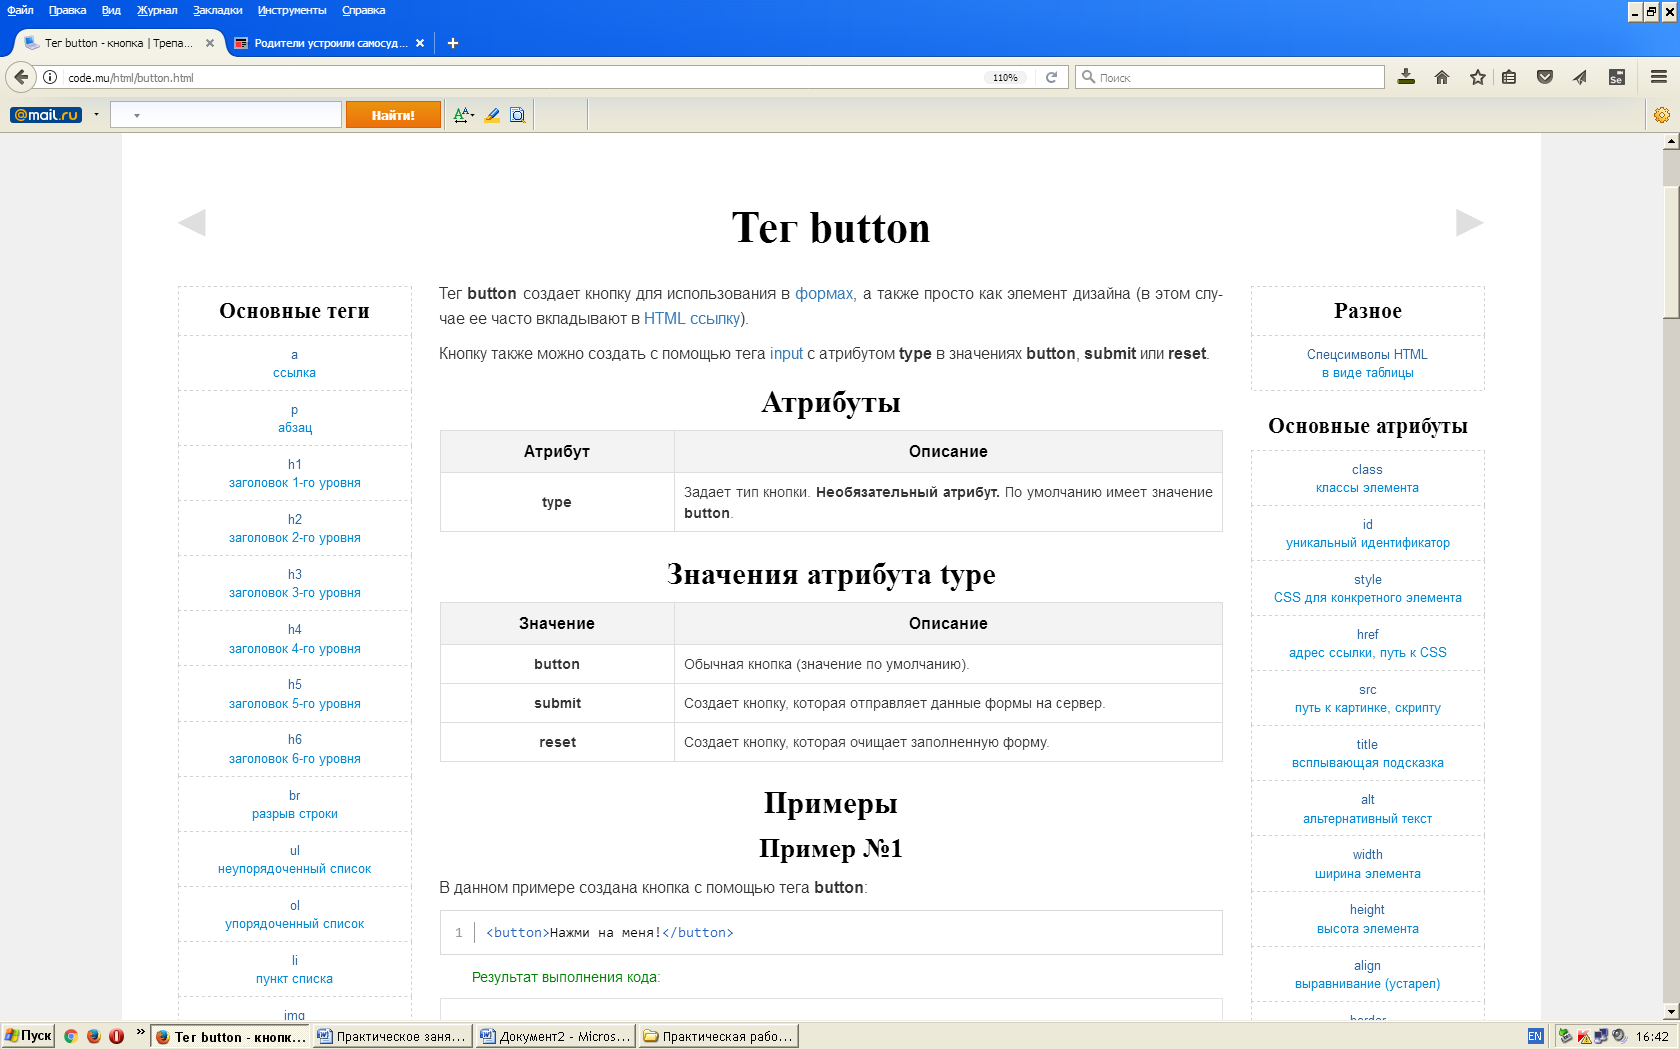 Файл Правка Вид Журнал Закладки Инструменты Справка
Тег button - кнопка | Трепа...
Родители устроили самосуд...
code.mu/html/button.html
110%
Поиск
@mail.ru
Найти!
Тег button
Основные теги
a
ссылка
p
абзац
h1
заголовок 1-го уровня
h2
заголовок 2-го уровня
h3
заголовок 3-го уровня
h4
заголовок 4-го уровня
h5
заголовок 5-го уровня
h6
заголовок 6-го уровня
br
разрыв строки
ul
неупорядоченный список
ol
упорядоченный список
li
пункт списка
img
Тег button создает кнопку для использования в формах, а также просто как элемент дизайна (в этом слу-
чае ее часто вкладывают в HTML ссылку).
Кнопку также можно создать с помощью тега input с атрибутом type в значениях button, submit или reset.
Атрибуты
Атрибут Описание
type Задает тип кнопки. Необязательный атрибут. По умолчанию имеет значение
button.
Значения атрибута type
Значение Описание
button Обычная кнопка (значение по умолчанию).
submit Создает кнопку, которая отправляет данные формы на сервер.
reset Создает кнопку, которая очищает заполненную форму.
Примеры
Пример №1
В данном примере создана кнопка с помощью тега button:
1 <button>Нажми на меня!</button>
Результат выполнения кода:
Разное
Спецсимволы HTML
в виде таблицы
Основные атрибуты
class
классы элемента
id
уникальный идентификатор
style
CSS для конкретного элемента
href
адрес ссылки, путь к CSS
src
путь к картинке, скрипту
title
всплывающая подсказка
alt
альтернативный текст
width
ширина элемента
height
высота элемента
align
выравнивание (устарел)
border
Пуск
Тег button - кнопк...
Практическое заня...
Документ2 - Micros...
Практическая рабо...
EN
16:42